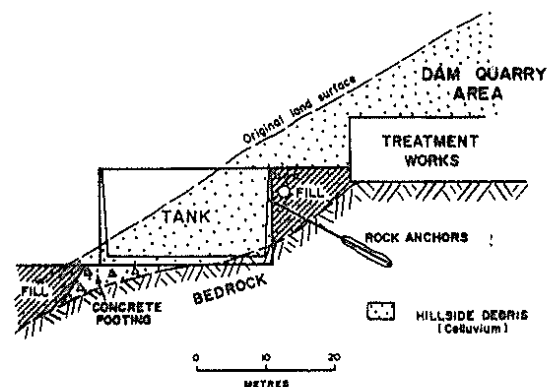 DAM QUARRY
AREA
Original land surface
TREATMENT
WORKS
FILL
TANK
ROCK ANCHORS
BEDROCK
FILL
CONCRETE
FOOTING
HILLSIDE DEBRIS
(Celluvium)
0 10 20
METRES